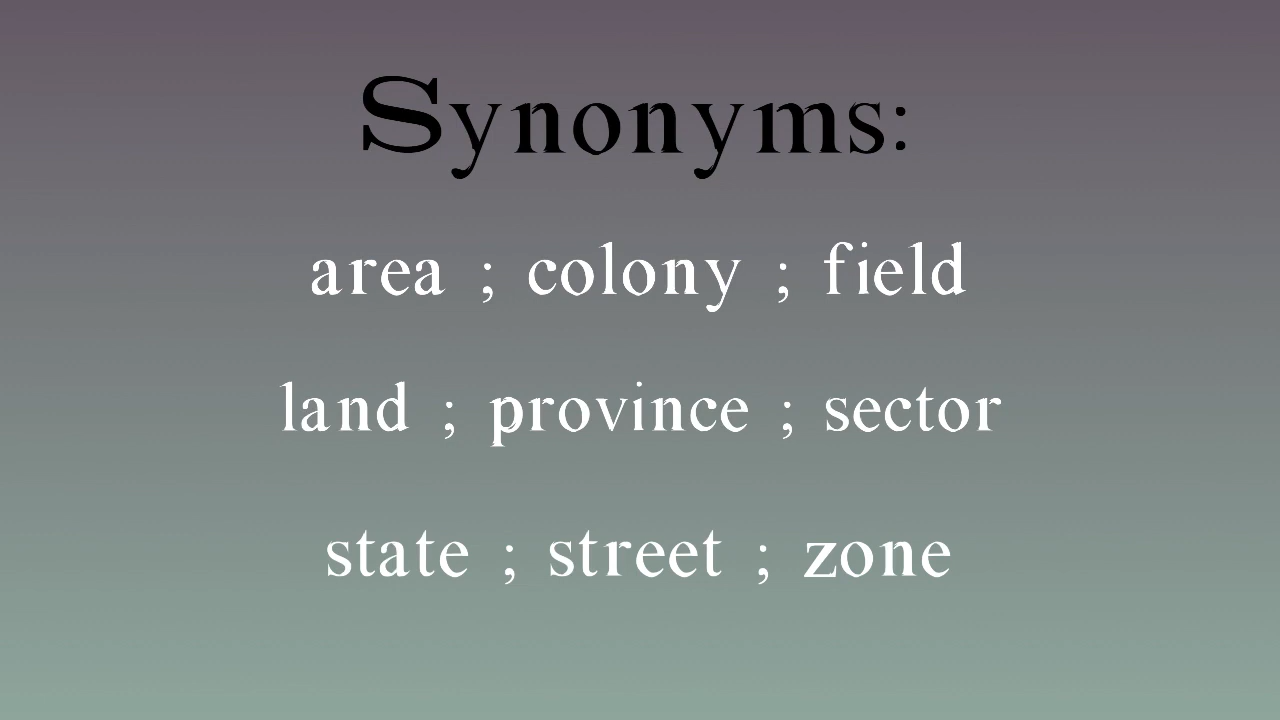 Synonyms:
area ; colony ; field
land ; province ; sector
state ; street ; zone